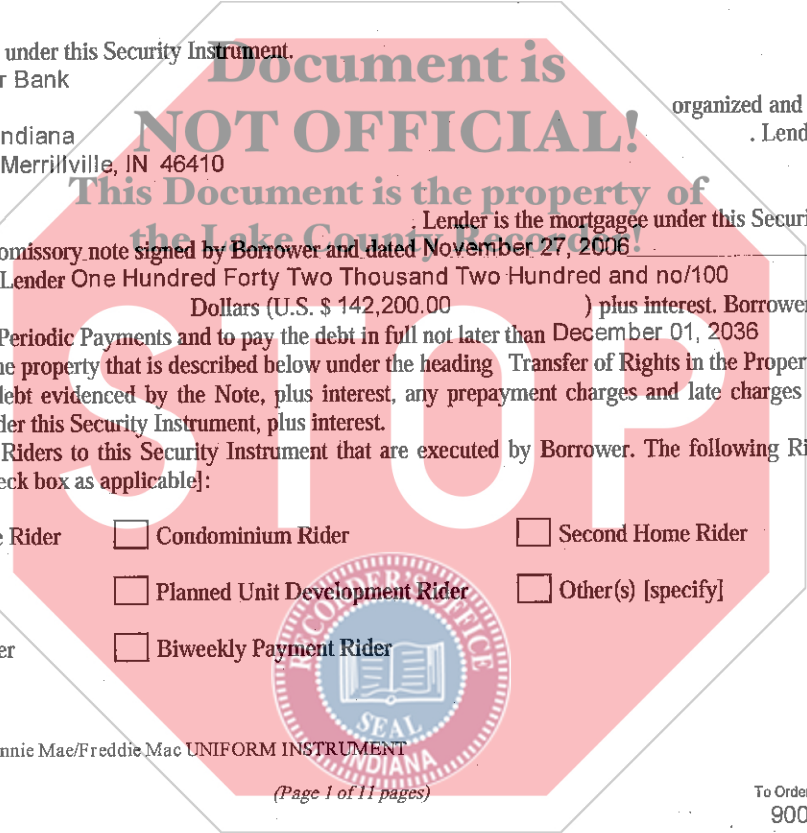 under this Security Instrument.
Document is
r Bank
organized and
NOT OFFICIAL!
ndiana
. Lend
Merrillville, IN 46410
This Document is the property of
Lender is the mortgagee under this Securi
the Lake County Recorder!
omissory note signed by Borrower and dated November 27, 2006
Lender One Hundred Forty Two Thousand Two Hundred and no/100
Dollars (U.S. $ 142,200.00 ) plus interest. Borrower
Periodic Payments and to pay the debt in full not later than December 01, 2036
he property that is described below under the heading Transfer of Rights in the Proper
debt evidenced by the Note, plus interest, any prepayment charges and late charges
der this Security Instrument, plus interest.
Riders to this Security Instrument that are executed by Borrower. The following Ri
eck box as applicable]:
STOP
e Rider
Condominium Rider
Second Home Rider
Planned Unit Development Rider
Other(s) [specify]
er
Biweekly Payment Rider
RECORDER'S OFFICE
SEAL
INDIANA
nnie Mae/Freddie Mac UNIFORM INSTRUMENT
(Page 1 of 11 pages)
To Order
900